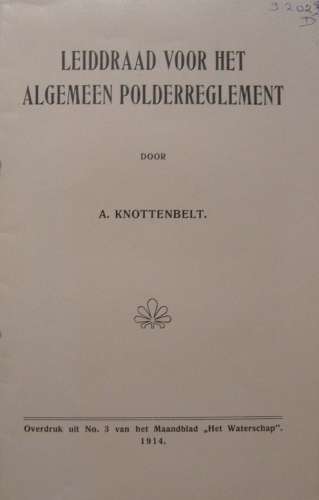 LEIDDRAAD VOOR HET
ALGEMEEN POLDERREGLEMENT
DOOR
A. KNOTTENBELT.
Overdruk uit No. 3 van het Maandblad „Het Waterschap”.
1914.